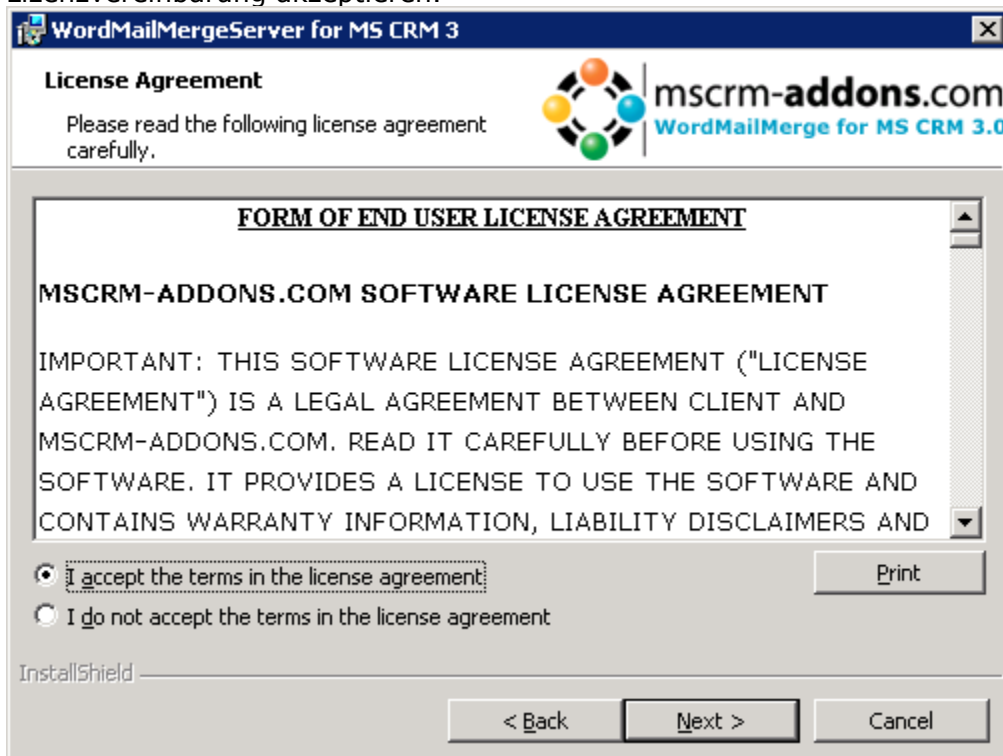 Lizenzvereinbarung akzeptieren.
WordMailMergeServer for MS CRM 3
License Agreement
Please read the following license agreement
carefully.
mscrm-addons.com
WordMailMerge for MS CRM 3.0
FORM OF END USER LICENSE AGREEMENT
MSCRM-ADDONS.COM SOFTWARE LICENSE AGREEMENT
IMPORTANT: THIS SOFTWARE LICENSE AGREEMENT ("LICENSE
AGREEMENT") IS A LEGAL AGREEMENT BETWEEN CLIENT AND
MSCRM-ADDONS.COM. READ IT CAREFULLY BEFORE USING THE
SOFTWARE. IT PROVIDES A LICENSE TO USE THE SOFTWARE AND
CONTAINS WARRANTY INFORMATION, LIABILITY DISCLAIMERS AND
I accept the terms in the license agreement
Print
I do not accept the terms in the license agreement
InstallShield
< Back
Next >
Cancel